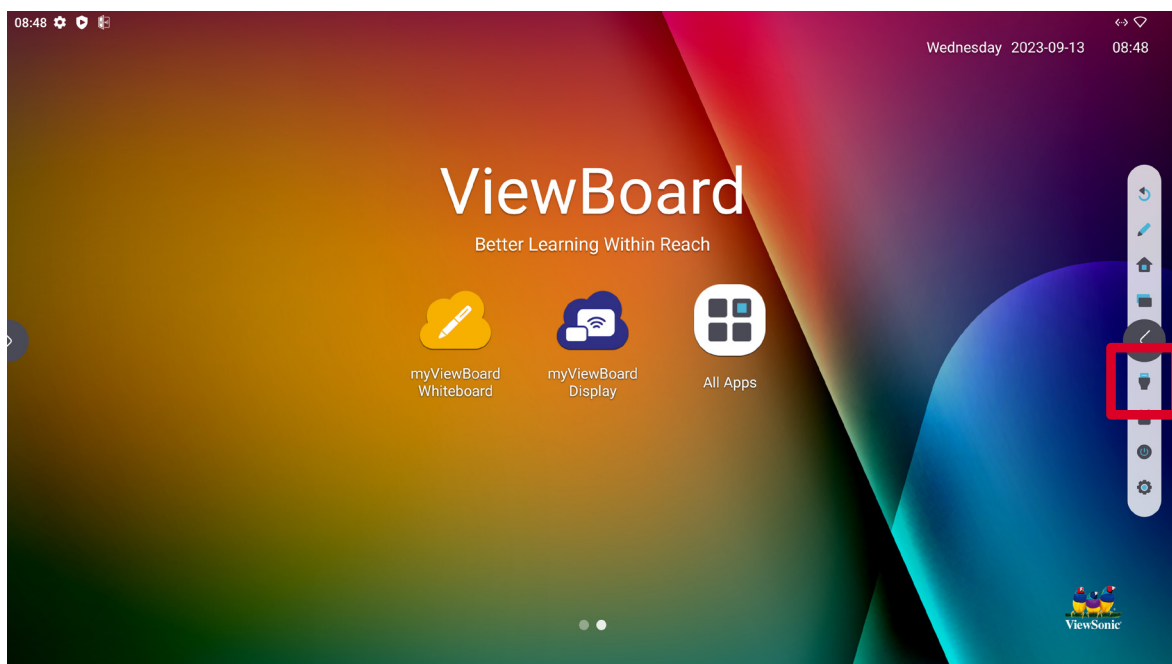 08:48
Wednesday 2023-09-13 08:48
ViewBoard
Better Learning Within Reach
myViewBoard
Whiteboard
myViewBoard
Display
All Apps
ViewSonic